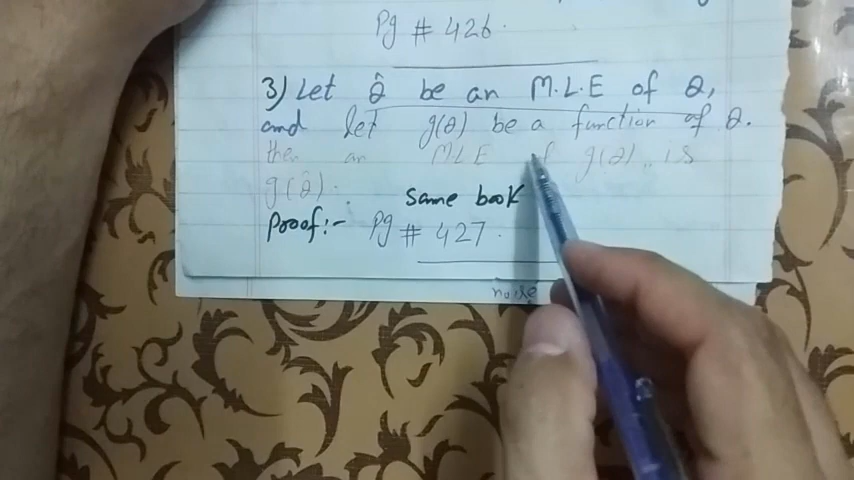 Pg # 426.
3) Let θ̂ be an M.L.E of θ,
and let g(θ) be a function of θ.
then an MLE of g(θ) is
g(θ̂).
same book
Proof:- Pg # 427.